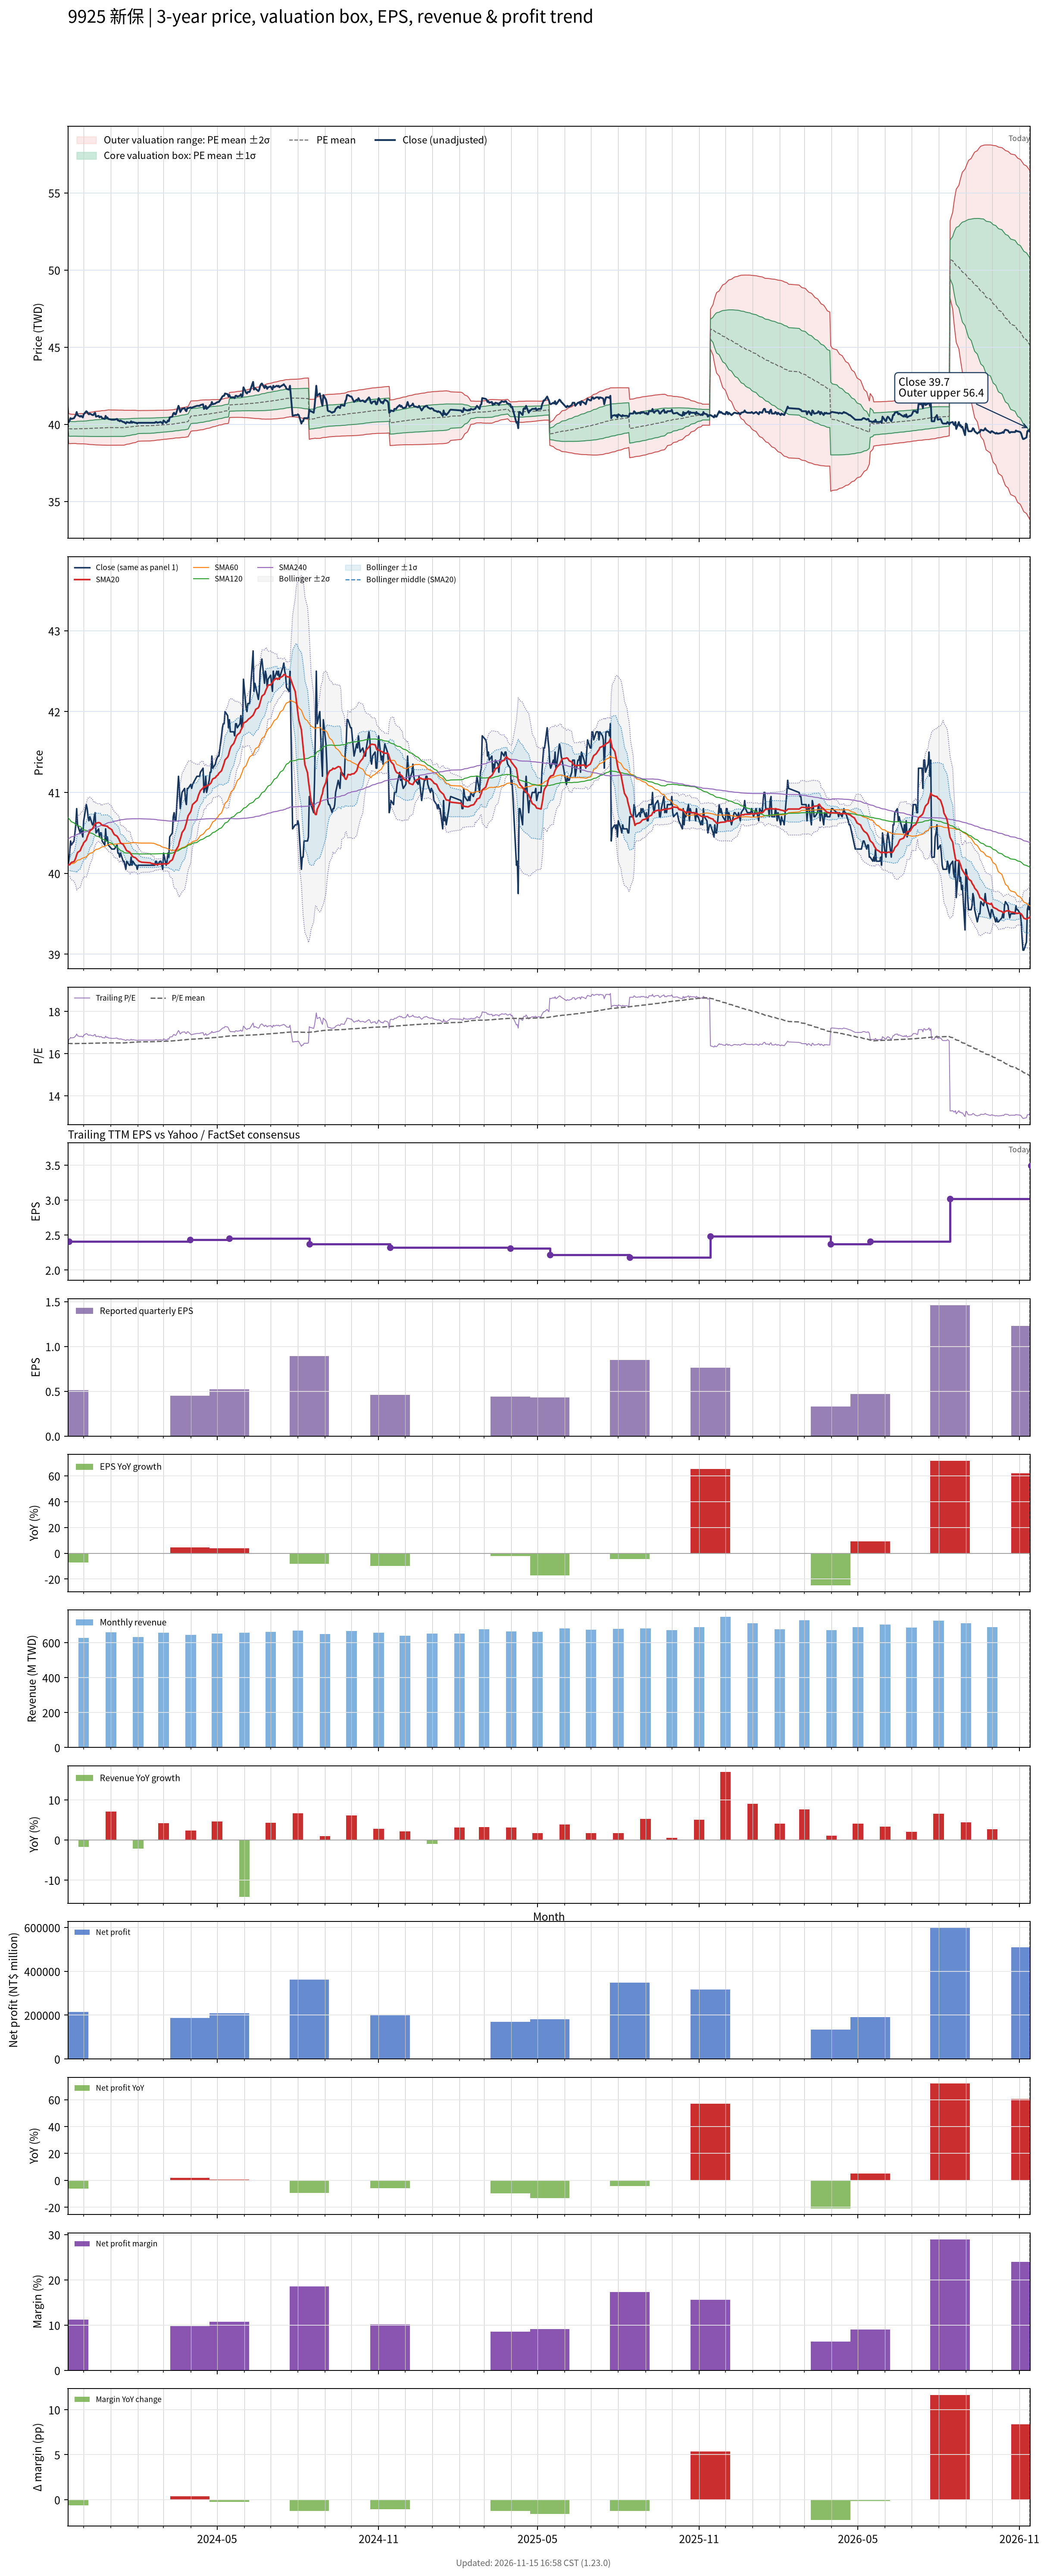 9925 新保 | 3-year price, valuation box, EPS, revenue & profit trend
Outer valuation range: PE mean ±2σ
Core valuation box: PE mean ±1σ
PE mean
Close (unadjusted)
Today
55
50
45
40
35
Price (TWD)
Close 39.7
Outer upper 56.4
Close (same as panel 1)
SMA20
SMA60
SMA120
SMA240
Bollinger ±2σ
Bollinger ±1σ
Bollinger middle (SMA20)
43
42
41
40
39
Price
Trailing P/E
P/E mean
18
16
14
P/E
Trailing TTM EPS vs Yahoo / FactSet consensus
Today
3.5
3.0
2.5
2.0
EPS
Reported quarterly EPS
1.5
1.0
0.5
0.0
EPS
EPS YoY growth
60
40
20
0
-20
YoY (%)
Monthly revenue
600
400
200
0
Revenue (M TWD)
Revenue YoY growth
10
0
-10
YoY (%)
Month
Net profit
600000
400000
200000
0
Net profit (NT$ million)
Net profit YoY
60
40
20
0
-20
YoY (%)
Net profit margin
30
20
10
0
Margin (%)
Margin YoY change
10
5
0
Δ margin (pp)
2024-05
2024-11
2025-05
2025-11
2026-05
2026-11
Updated: 2026-11-15 16:58 CST (1.23.0)